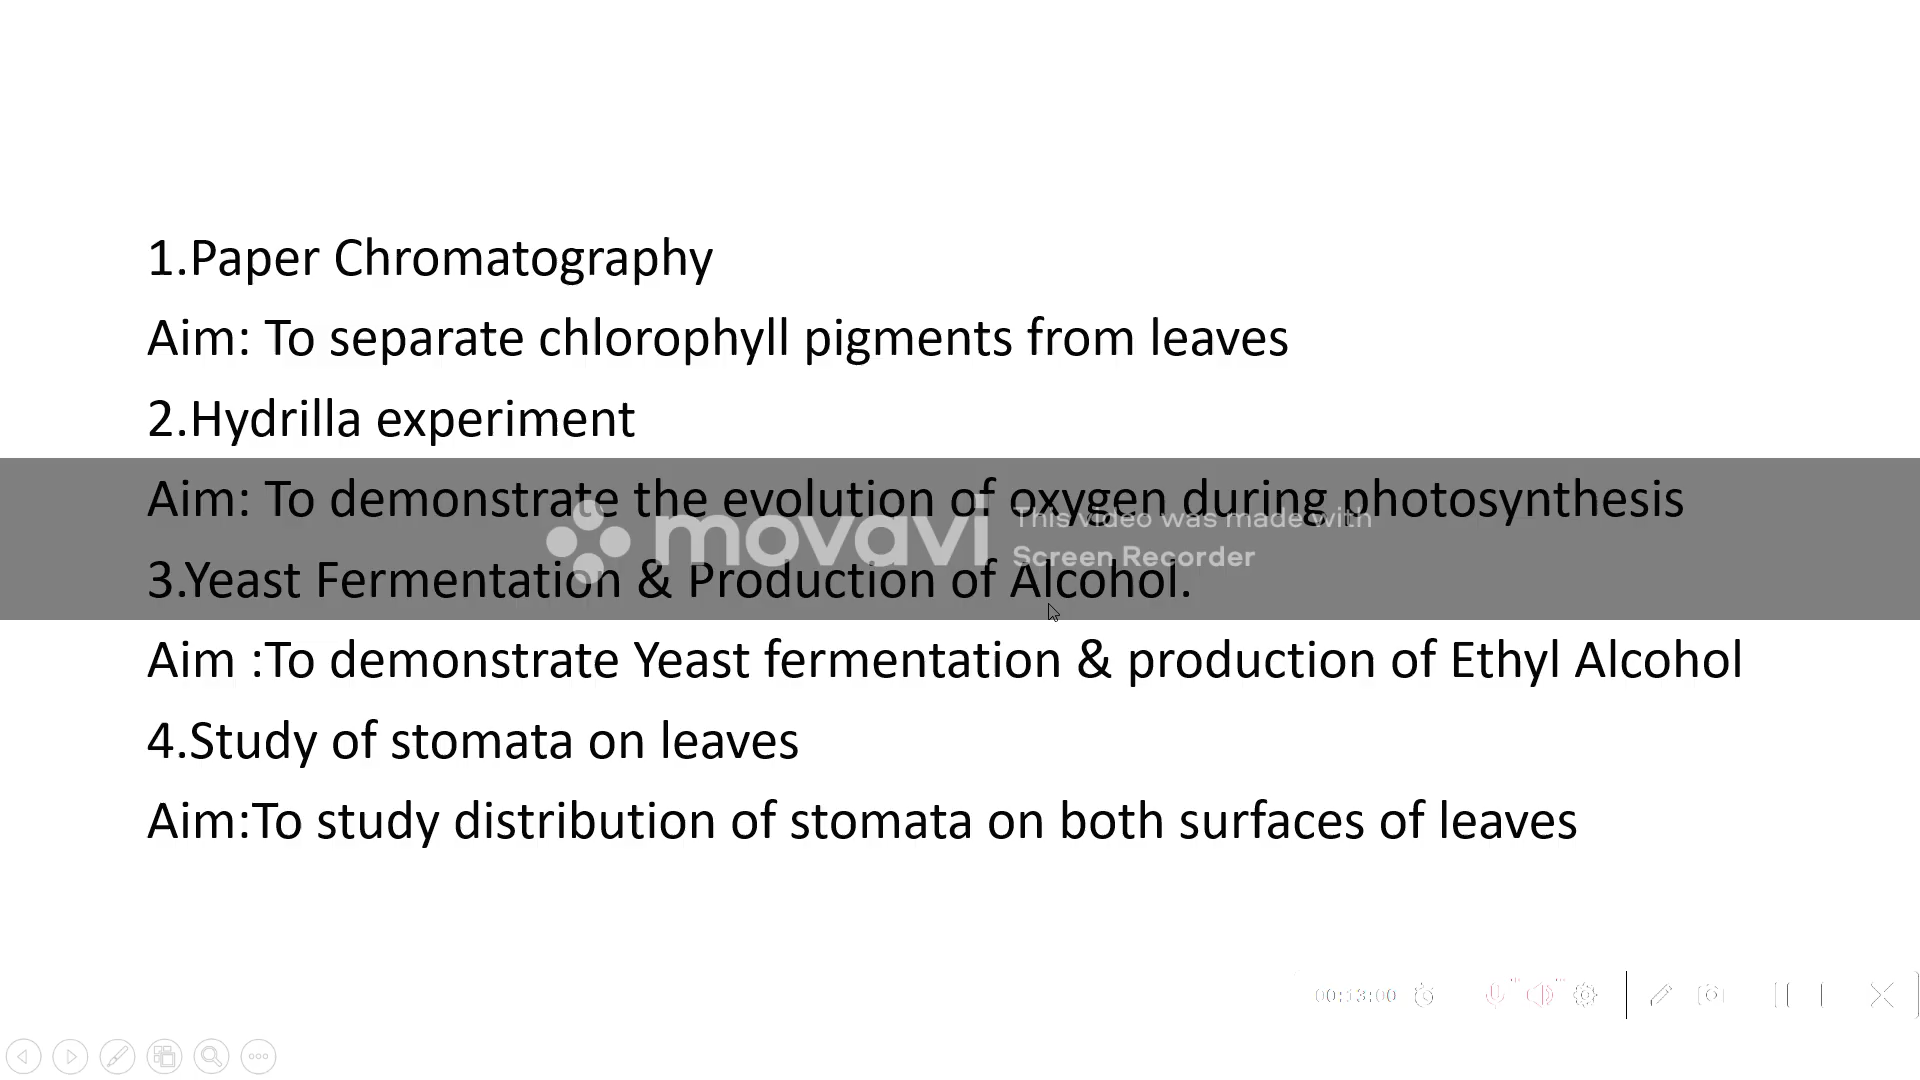 1.Paper Chromatography
Aim: To separate chlorophyll pigments from leaves
2.Hydrilla experiment
Aim: To demonstrate the evolution of oxygen during photosynthesis
movavi
This video was made with
Screen Recorder
3.Yeast Fermentation & Production of Alcohol.
Aim :To demonstrate Yeast fermentation & production of Ethyl Alcohol
4.Study of stomata on leaves
Aim:To study distribution of stomata on both surfaces of leaves
00:13:00